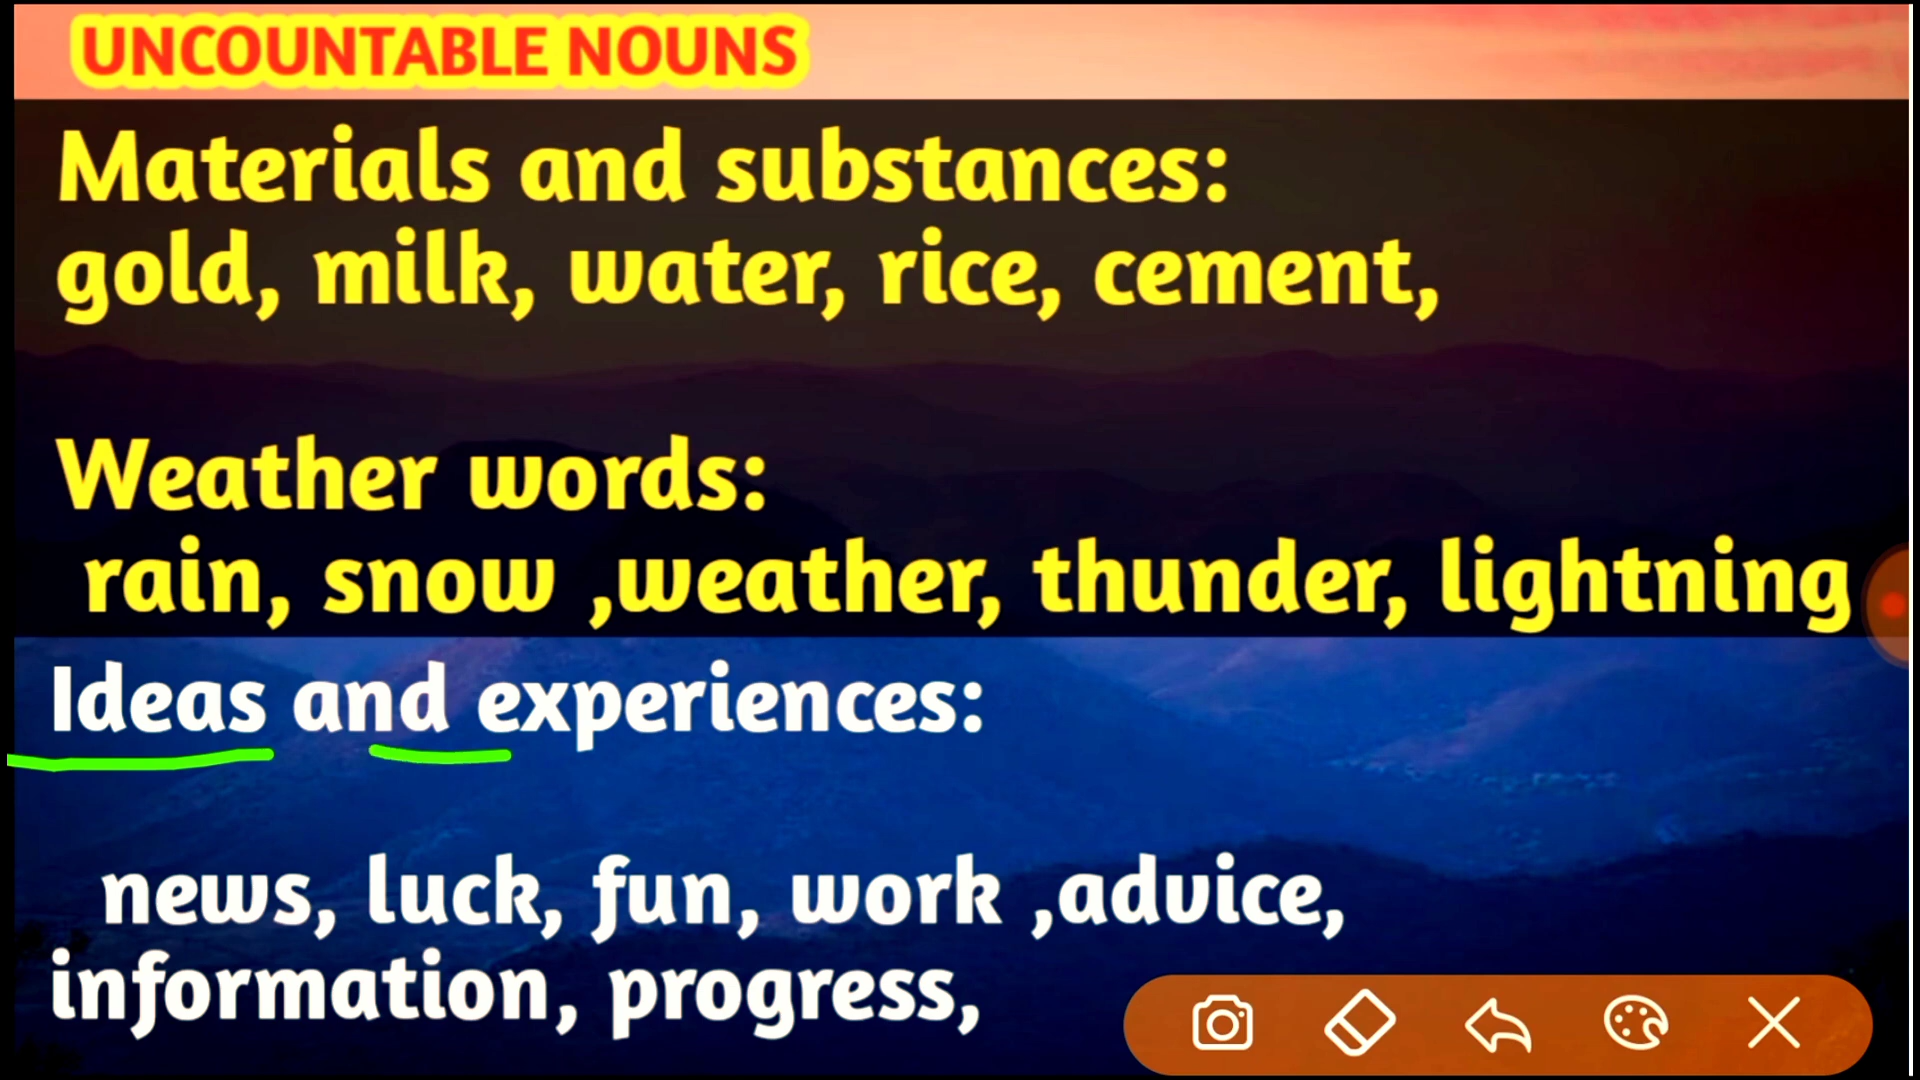 UNCOUNTABLE NOUNS
Materials and substances:
gold, milk, water, rice, cement,
Weather words:
rain, snow ,weather, thunder, lightning
Ideas and experiences:
news, luck, fun, work ,advice,
information, progress,